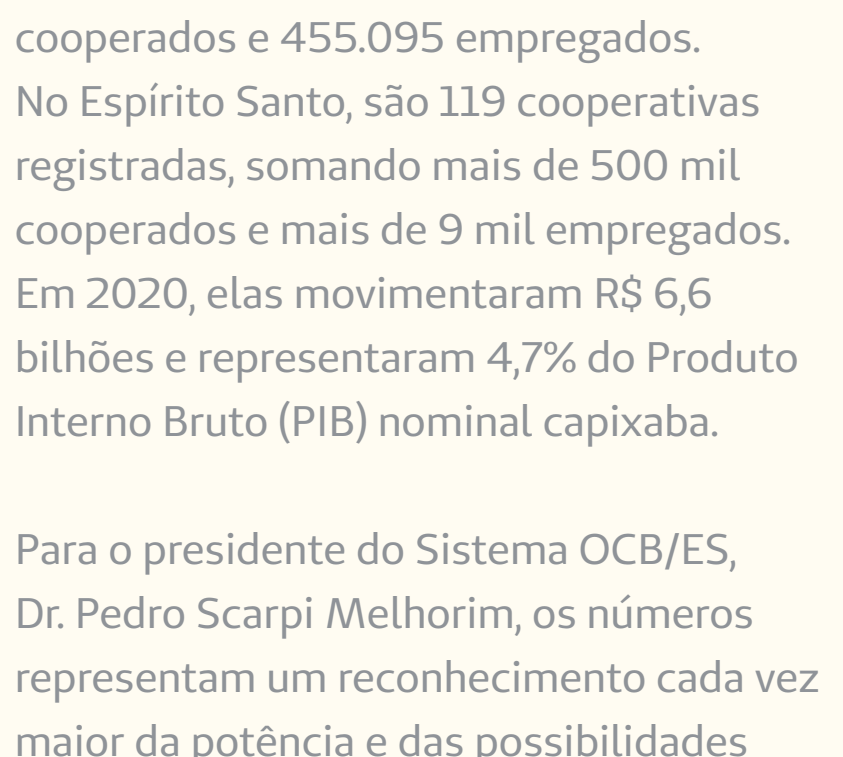 cooperados e 455.095 empregados.
No Espírito Santo, são 119 cooperativas
registradas, somando mais de 500 mil
cooperados e mais de 9 mil empregados.
Em 2020, elas movimentaram R$ 6,6
bilhões e representaram 4,7% do Produto
Interno Bruto (PIB) nominal capixaba.
Para o presidente do Sistema OCB/ES,
Dr. Pedro Scarpi Melhorim, os números
representam um reconhecimento cada vez
maior da potência e das possibilidades